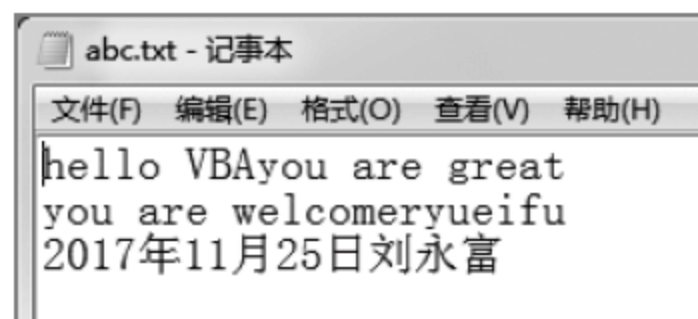 abc.txt - 记事本
文件(F) 编辑(E) 格式(O) 查看(V) 帮助(H)
hello VBAyou are great
you are welcomeryueifu
2017年11月25日刘永富